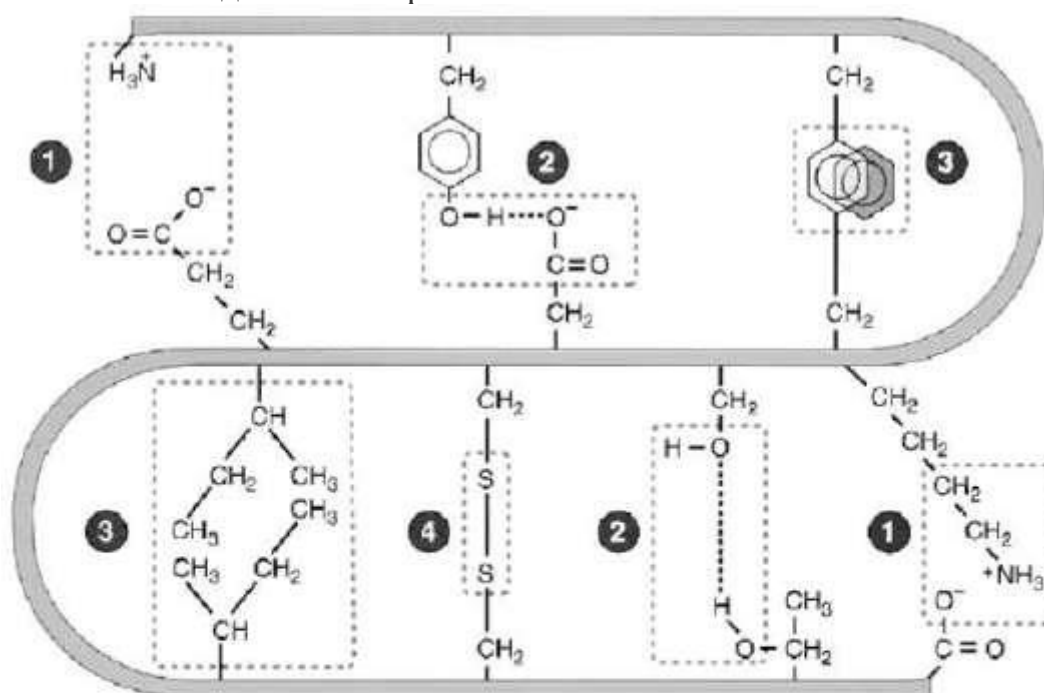 H₃N⁺ CH₂ CH₂
1 2 3
O⁻
O–H O⁻
O=C
C=O
CH₂
CH₂ CH₂ CH₂
CH₂ CH₂ CH₂
CH
CH₂ H–O
CH₂ CH₃ S CH₂
CH₃
3 CH₃ 4 2 1 CH₂
CH₃ CH₂ S ⁺NH₃
H CH₃ O⁻
CH
CH₂ O–CH₂ C=O